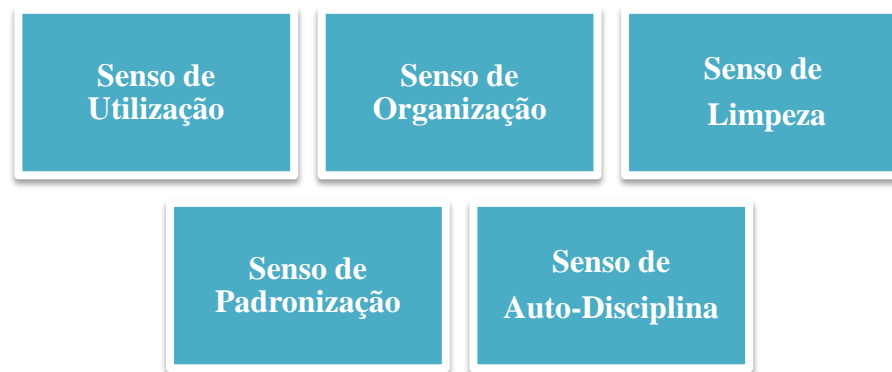 Senso de
Utilização
Senso de
Organização
Senso de
Limpeza
Senso de
Padronização
Senso de
Auto-Disciplina